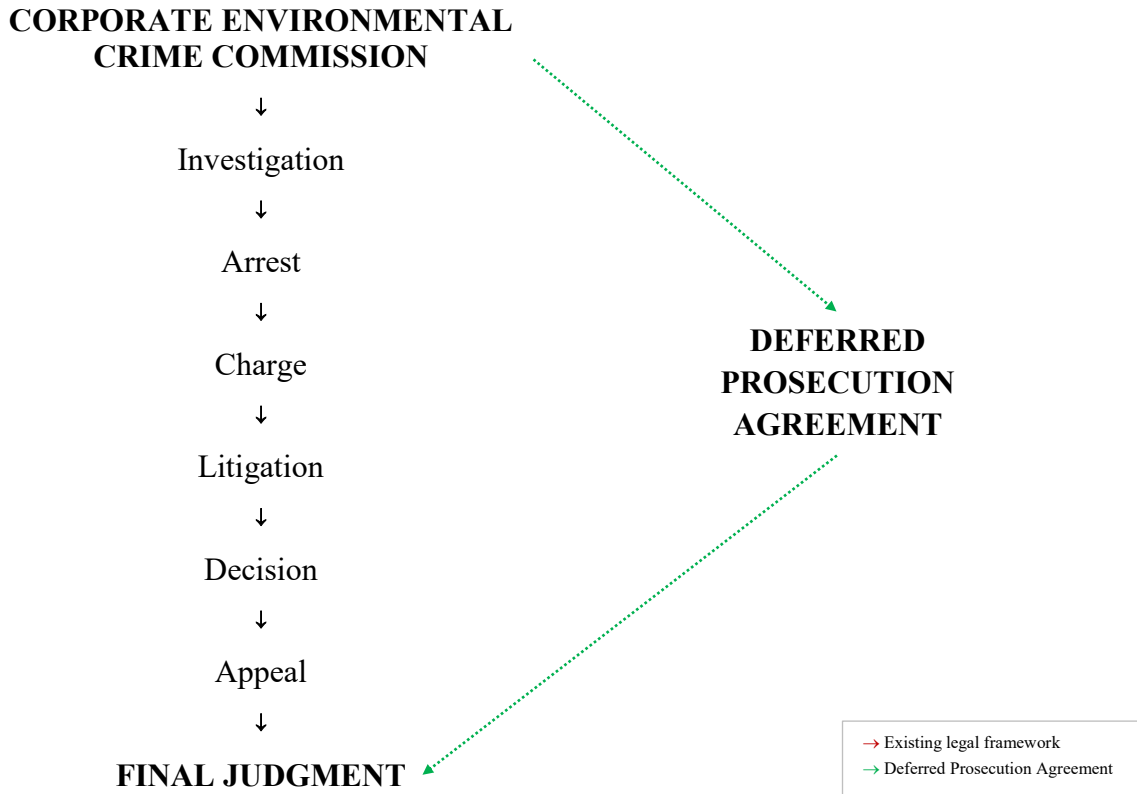 CORPORATE ENVIRONMENTAL
CRIME COMMISSION
↓
Investigation
↓
Arrest
↓
Charge
↓
Litigation
↓
Decision
↓
Appeal
↓
FINAL JUDGMENT
DEFERRED
PROSECUTION
AGREEMENT
→ Existing legal framework
→ Deferred Prosecution Agreement